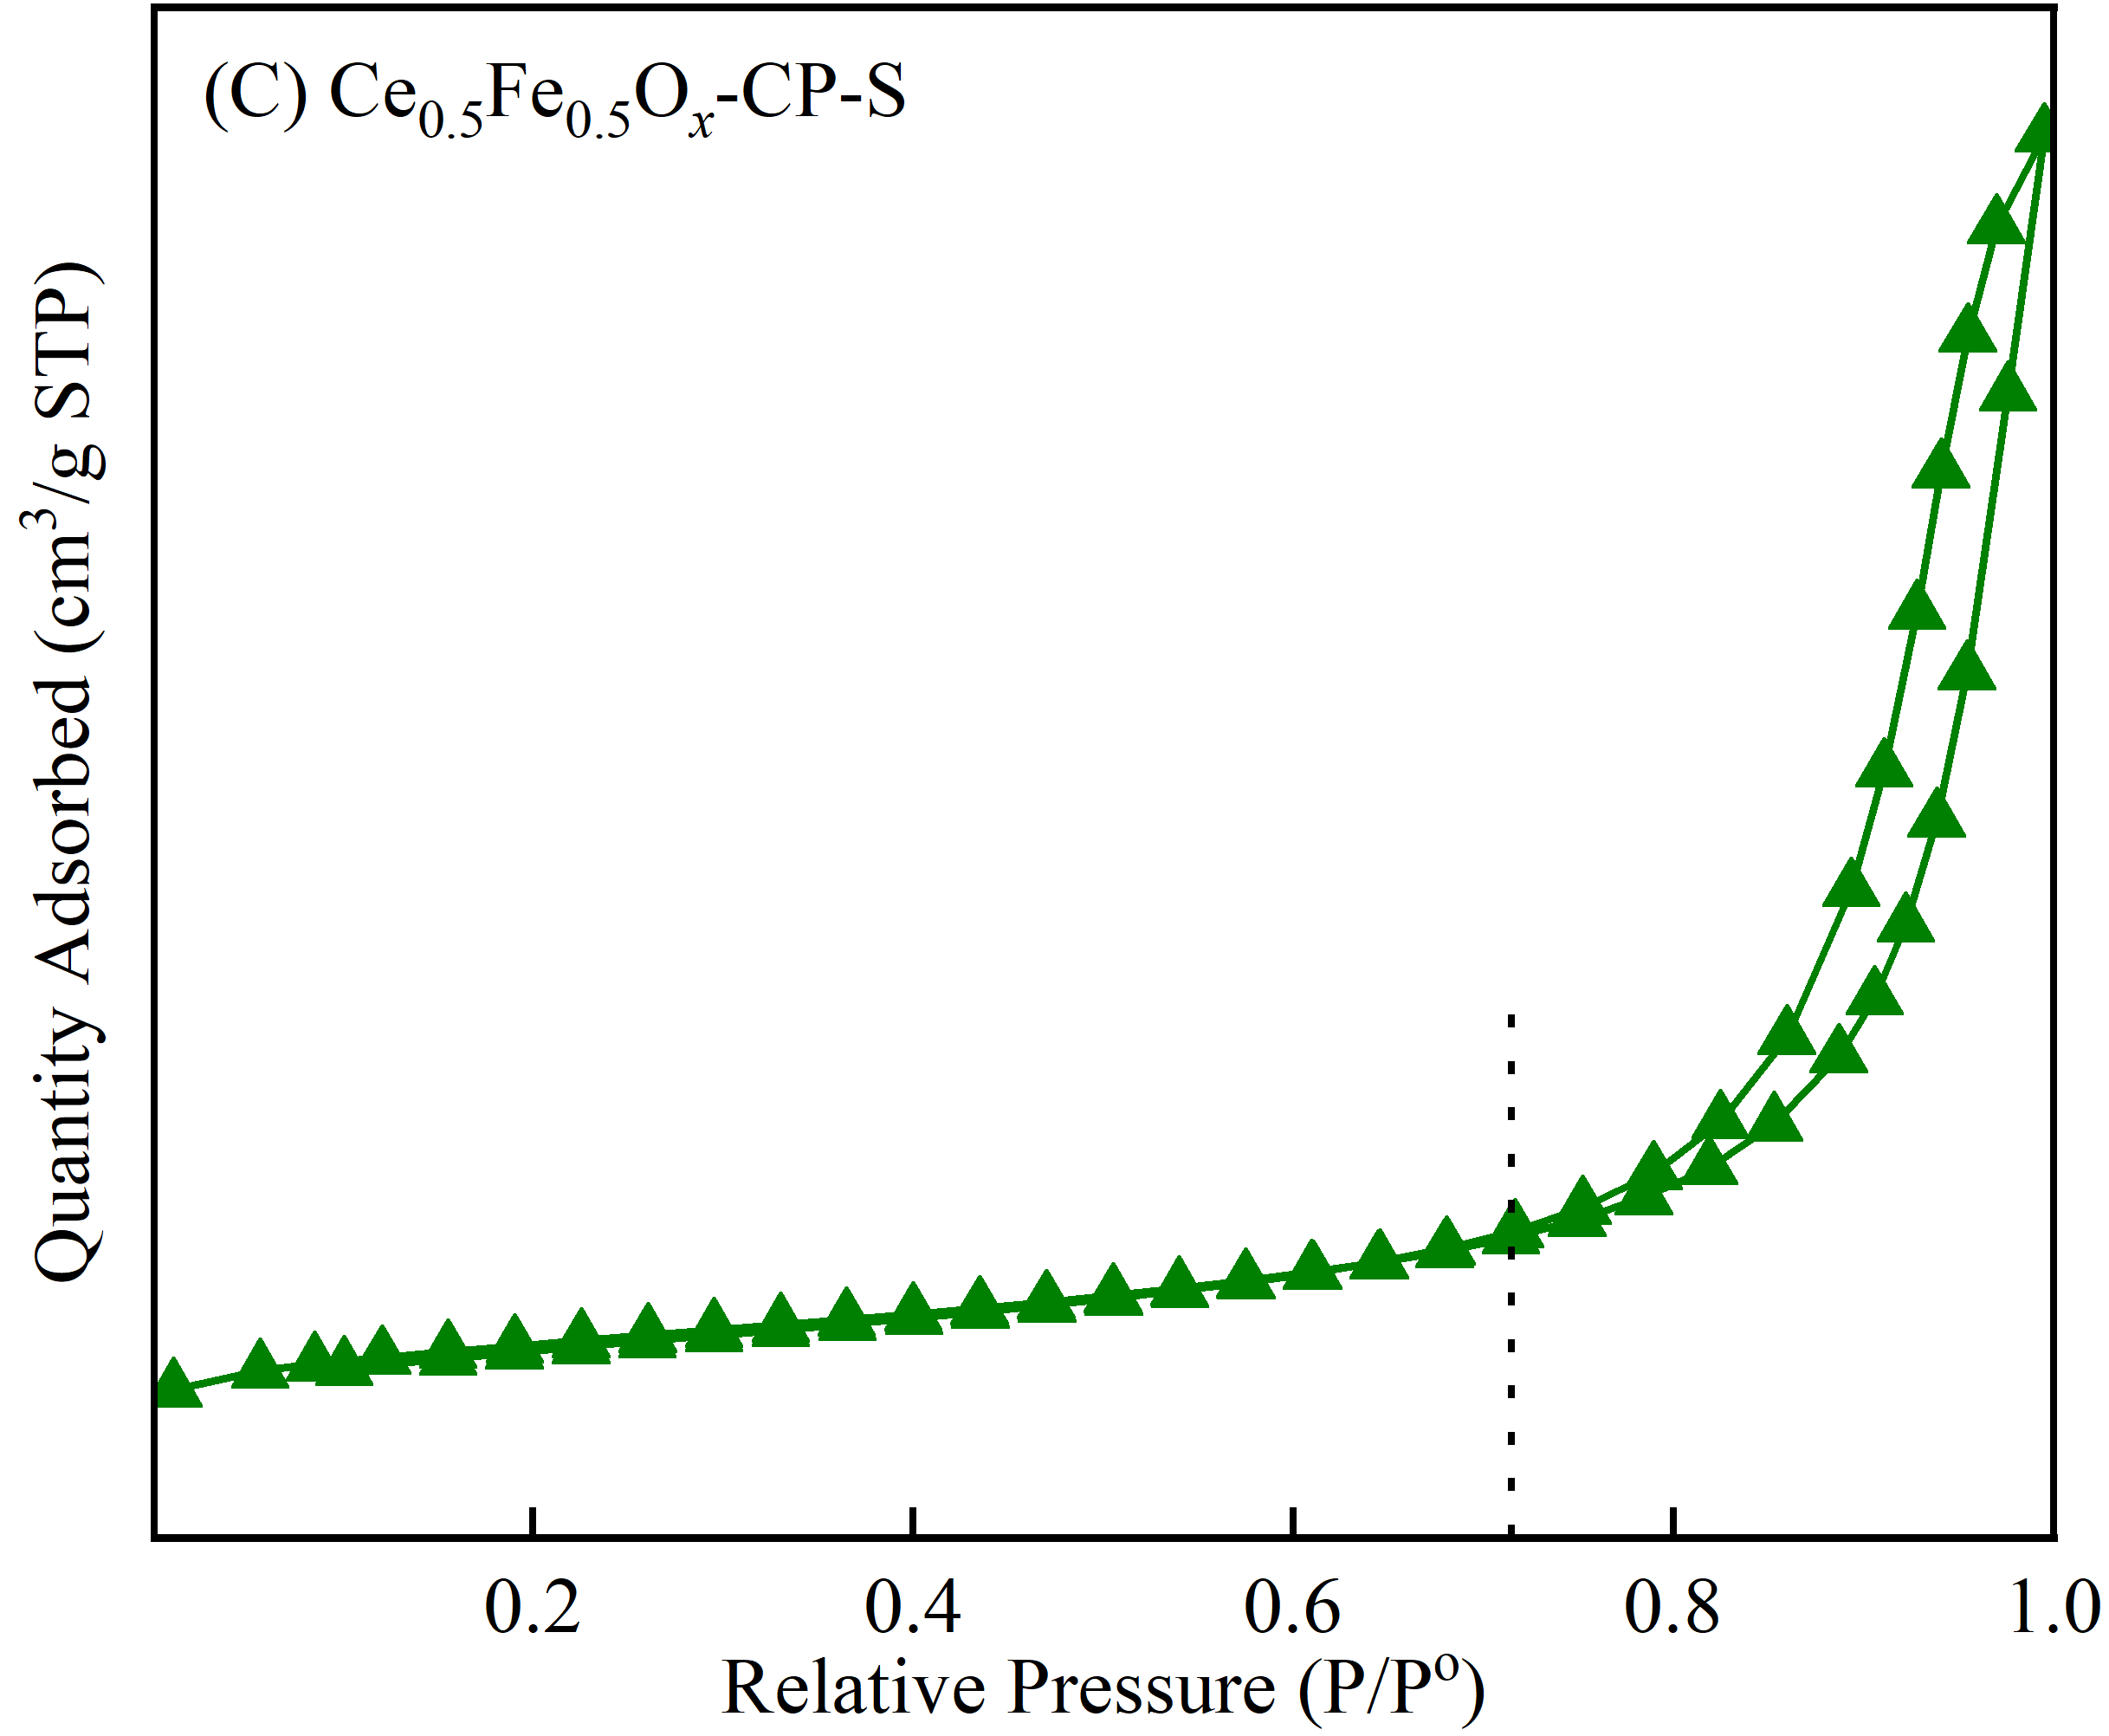 (C) Ce0.5Fe0.5Ox-CP-S
Quantity Adsorbed (cm³/g STP)
0.2 0.4 0.6 0.8 1.0
Relative Pressure (P/Pº)